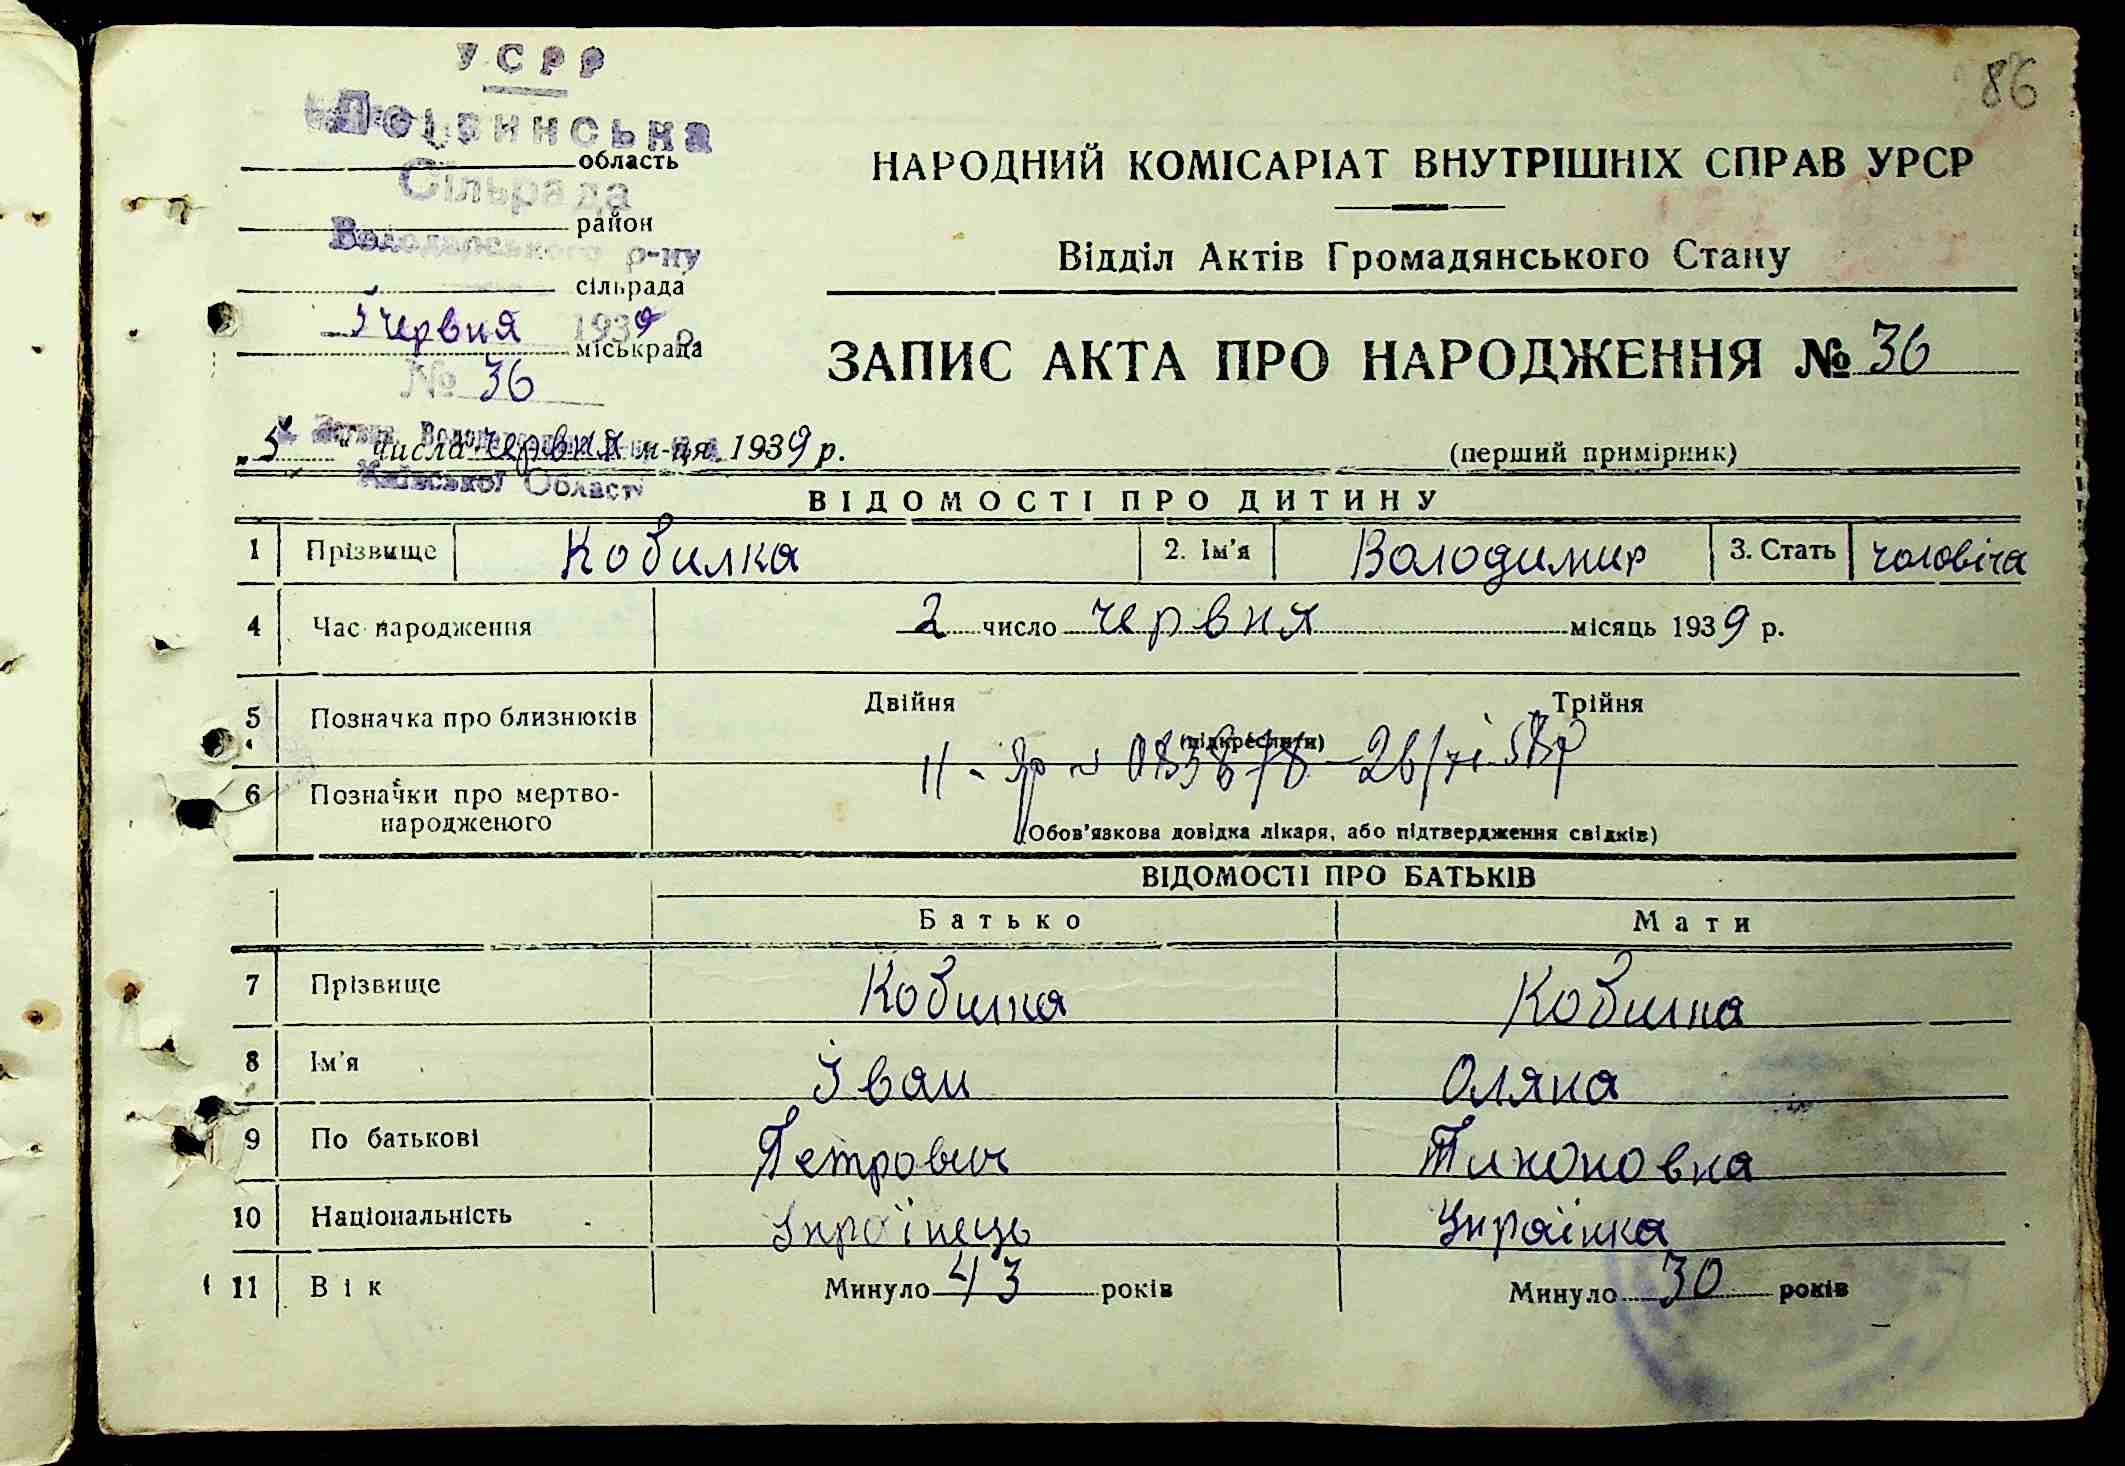 86
УСРР
Логвинська
область
Сільрада
район
Володарського р-ну
сільрада
5 червня 1939 р.
міськрада
№ 36
НАРОДНИЙ КОМІСАРІАТ ВНУТРІШНІХ СПРАВ УРСР
Відділ Актів Громадянського Стану
ЗАПИС АКТА ПРО НАРОДЖЕННЯ № 36
„5“ числа червня м-ця 1939 р.
(перший примірник)
Київської Області
ВІДОМОСТІ ПРО ДИТИНУ
1 Прізвище Кобилка 2. Ім'я Володимир 3. Стать чоловіча
4 Час народження 2 число червня місяць 1939 р.
5 Позначка про близнюків Двійня Трійня
(підкреслити)
6 Позначки про мертво-
народженого
(Обов'язкова довідка лікаря, або підтвердження свідків)
ВІДОМОСТІ ПРО БАТЬКІВ
Батько Мати
7 Прізвище Кобилка Кобилка
8 Ім'я Іван Оляна
9 По батькові Петрович Тихоновна
10 Національність Українець Українка
11 Вік Минуло 43 років Минуло 30 років